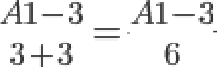 A1−3 / 3+3 = A1−3 / 6